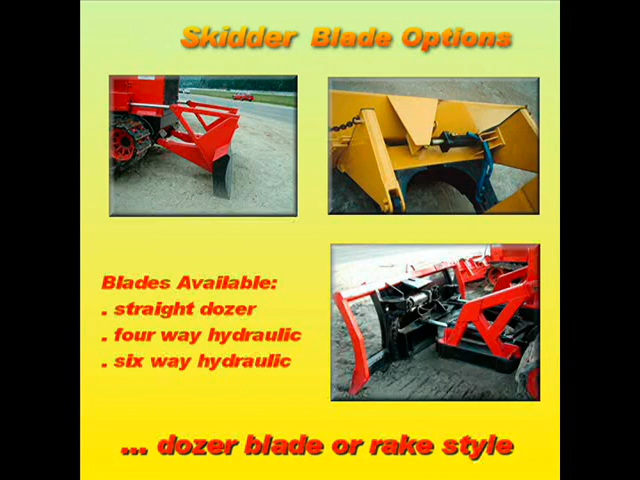 Skidder Blade Options
Blades Available:
. straight dozer
. four way hydraulic
. six way hydraulic
... dozer blade or rake style